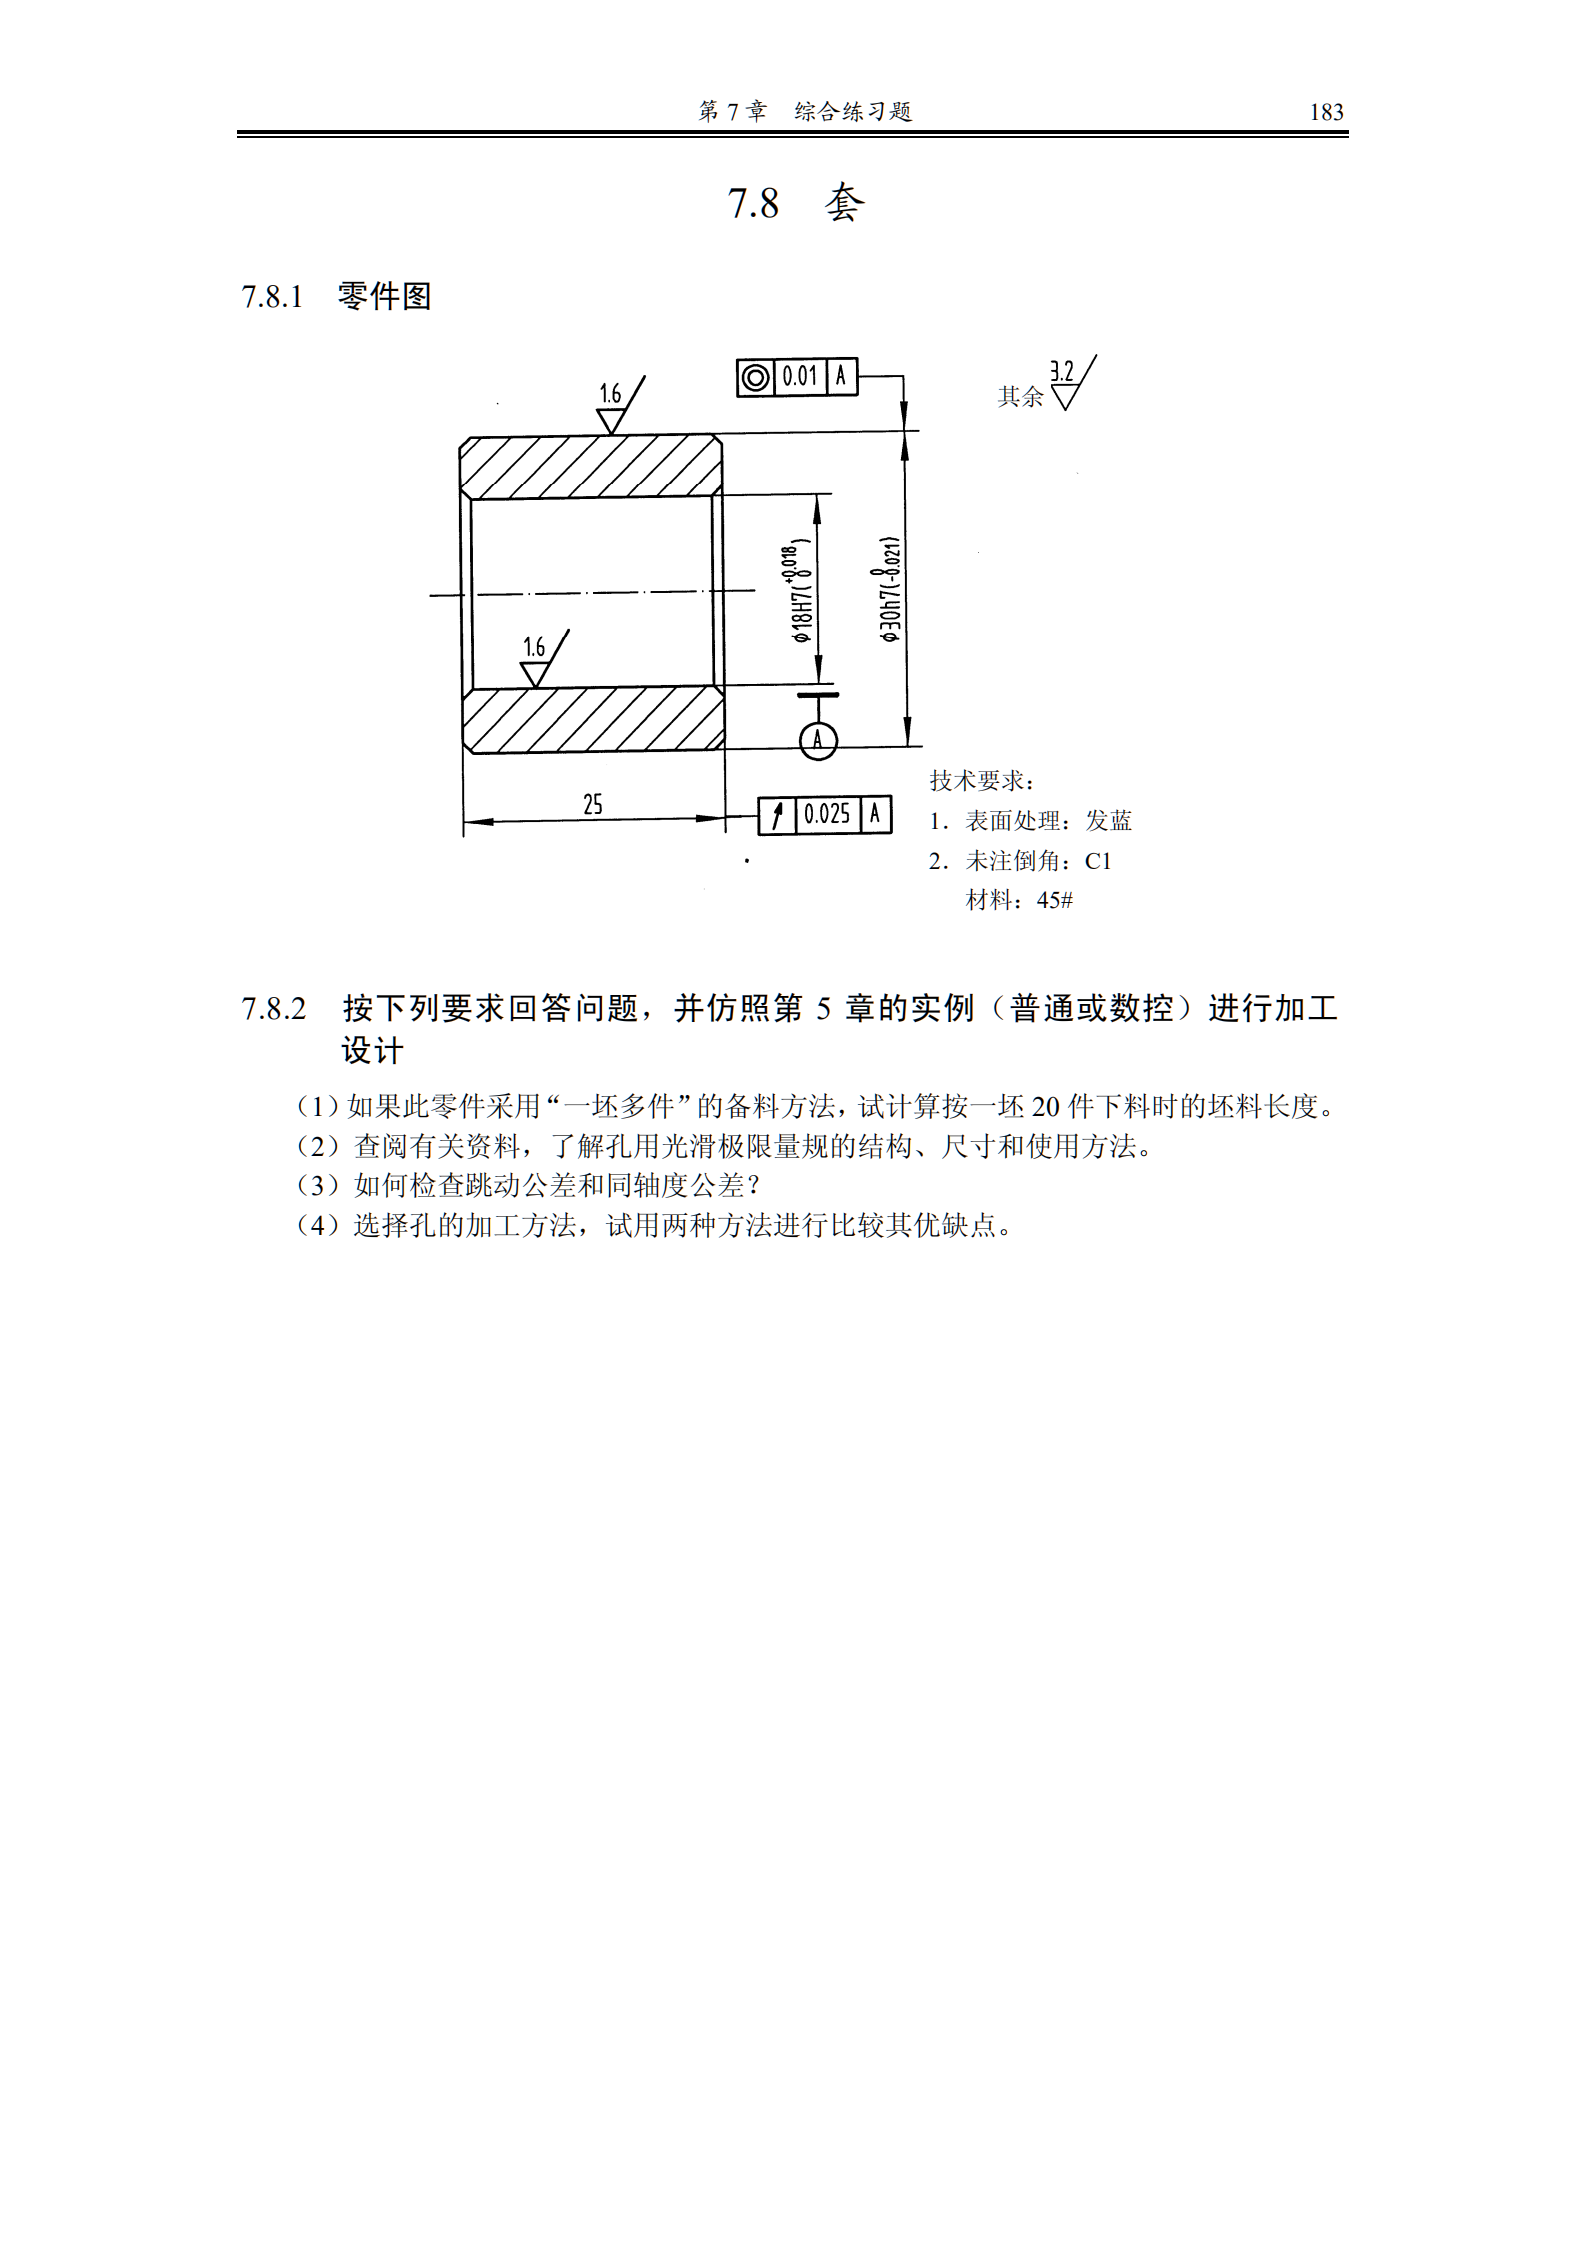 第 7 章 综合练习题 183
7.8 套
7.8.1 零件图
◎ 0.01 A
其余 3.2
1.6
φ18H7(+0.018 0)
φ30h7(0 -0.021)
1.6
A
25
↗ 0.025 A
技术要求：
1．表面处理：发蓝
2．未注倒角：C1
材料：45#
7.8.2 按下列要求回答问题，并仿照第 5 章的实例（普通或数控）进行加工
设计
（1）如果此零件采用“一坯多件”的备料方法，试计算按一坯 20 件下料时的坯料长度。
（2）查阅有关资料，了解孔用光滑极限量规的结构、尺寸和使用方法。
（3）如何检查跳动公差和同轴度公差？
（4）选择孔的加工方法，试用两种方法进行比较其优缺点。